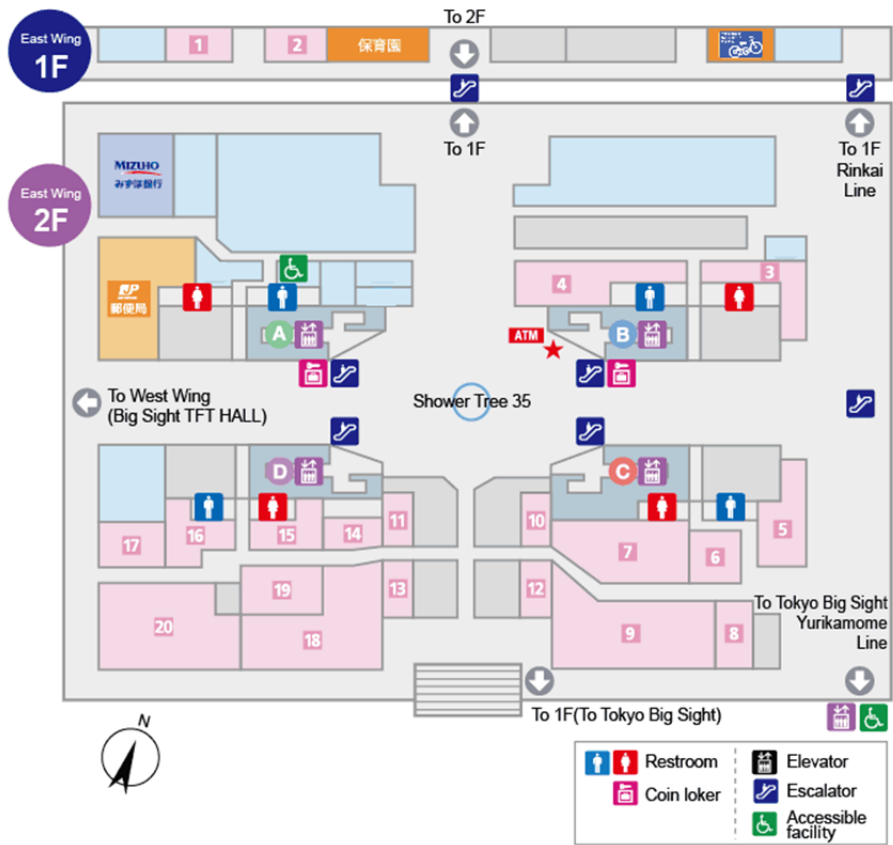 To 2F
East Wing
1F
1
2
保育園
To 1F
To 1F
Rinkai
Line
MIZUHO
みずほ銀行
East Wing
2F
JP
郵便局
4
3
A
B
ATM
To West Wing
(Big Sight TFT HALL)
Shower Tree 35
D
C
17
16
15
14
11
10
7
6
5
13
12
19
20
18
9
8
To Tokyo Big Sight
Yurikamome
Line
To 1F(To Tokyo Big Sight)
N
Restroom
Coin loker
Elevator
Escalator
Accessible
facility